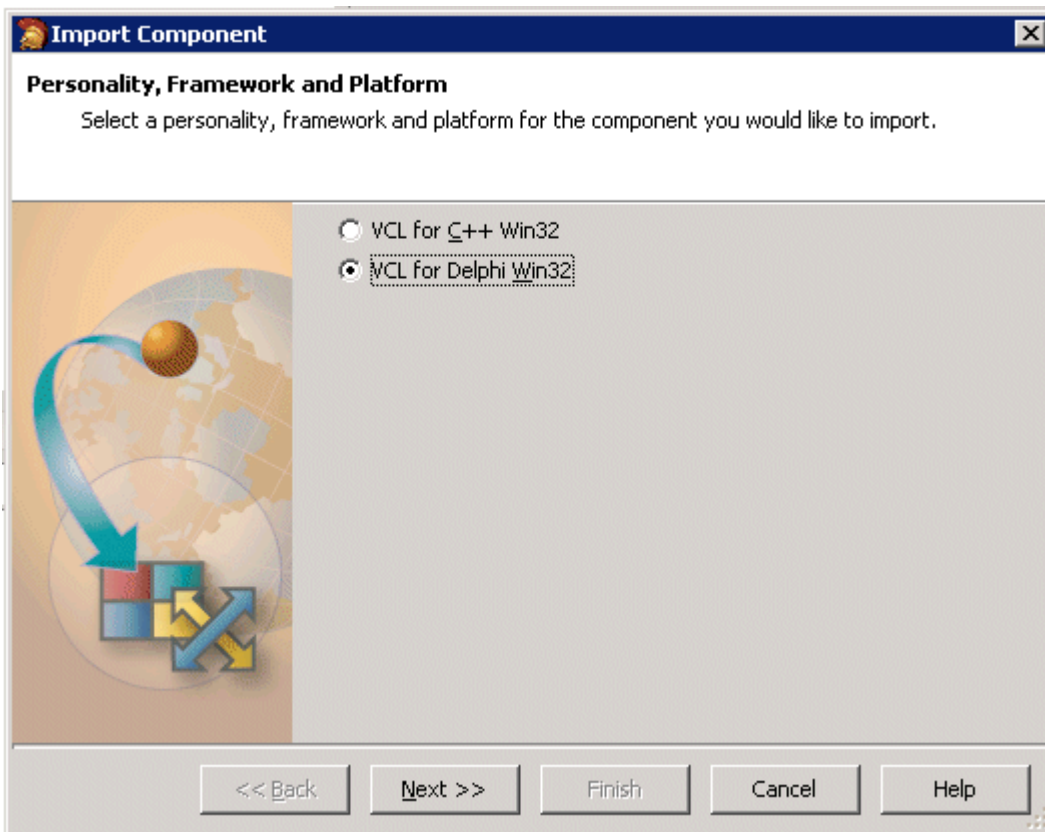 Import Component
Personality, Framework and Platform
Select a personality, framework and platform for the component you would like to import.
VCL for C++ Win32
VCL for Delphi Win32
<< Back
Next >>
Finish
Cancel
Help